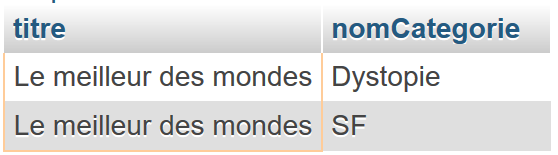 titre nomCategorie
Le meilleur des mondes Dystopie
Le meilleur des mondes SF